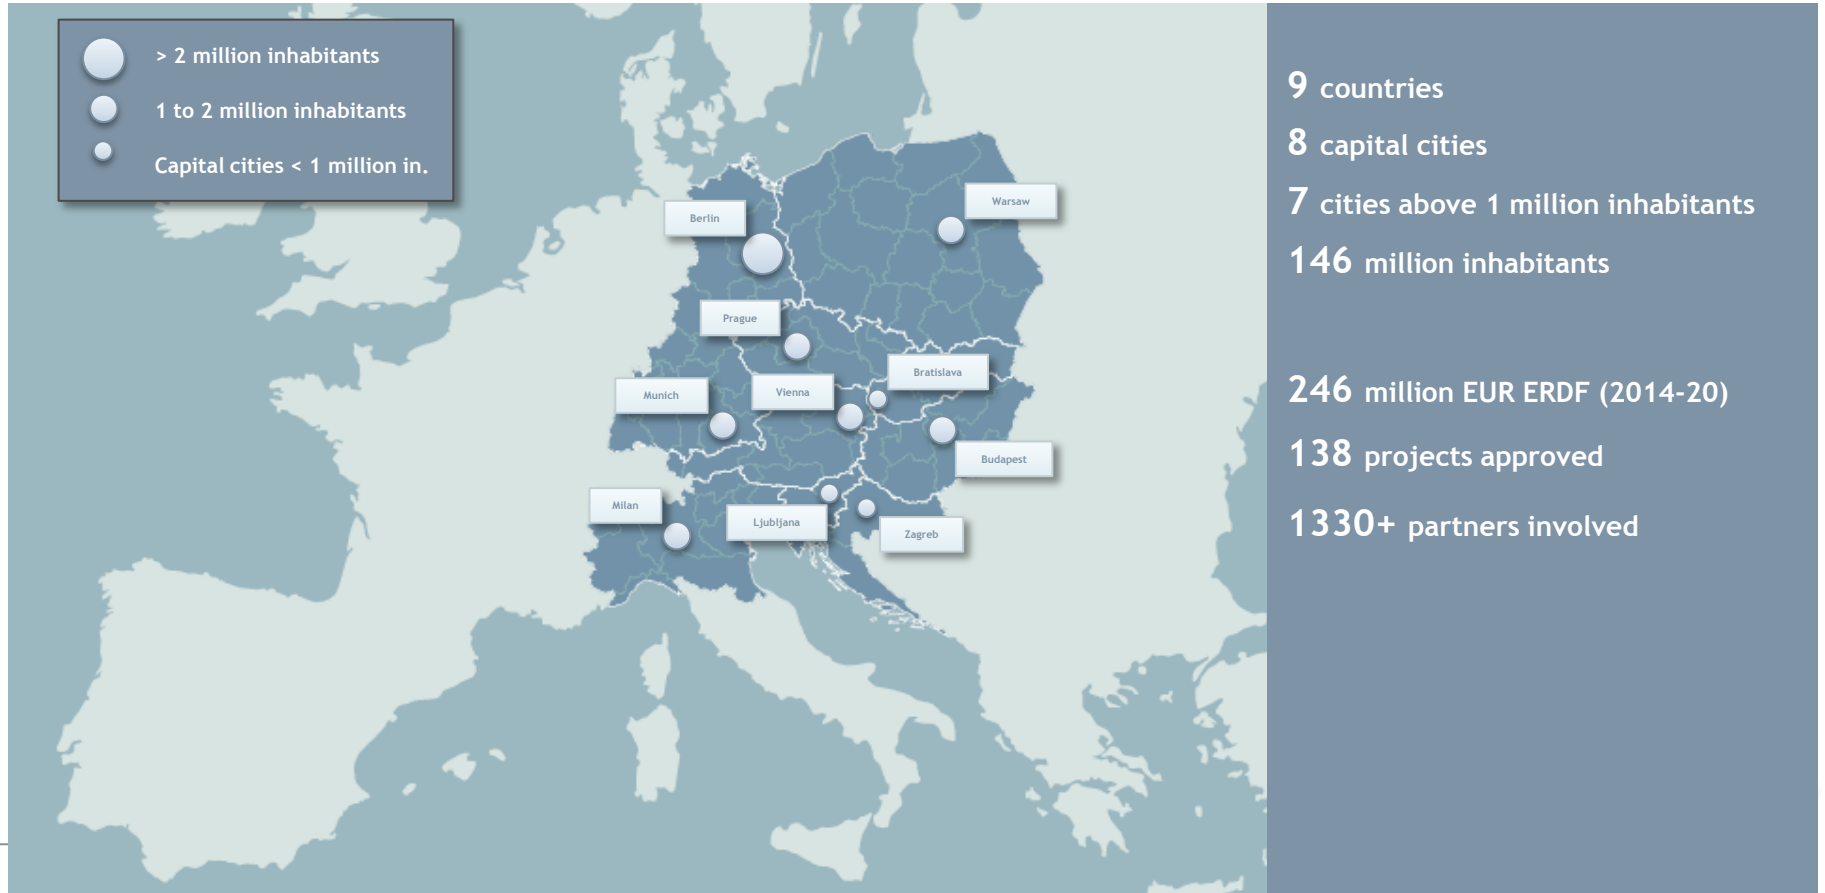 > 2 million inhabitants
1 to 2 million inhabitants
Capital cities < 1 million in.
Berlin
Warsaw
Prague
Munich
Vienna
Bratislava
Budapest
Milan
Ljubljana
Zagreb
9 countries
8 capital cities
7 cities above 1 million inhabitants
146 million inhabitants
246 million EUR ERDF (2014-20)
138 projects approved
1330+ partners involved